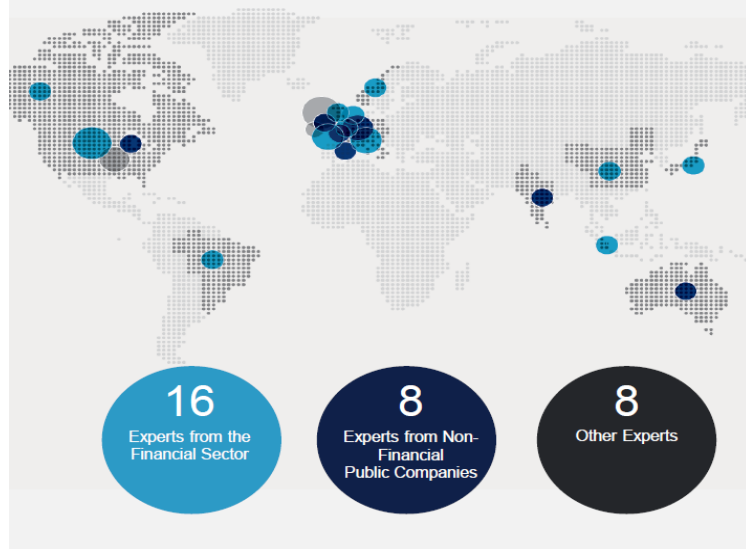 16
Experts from the
Financial Sector
8
Experts from Non-
Financial
Public Companies
8
Other Experts